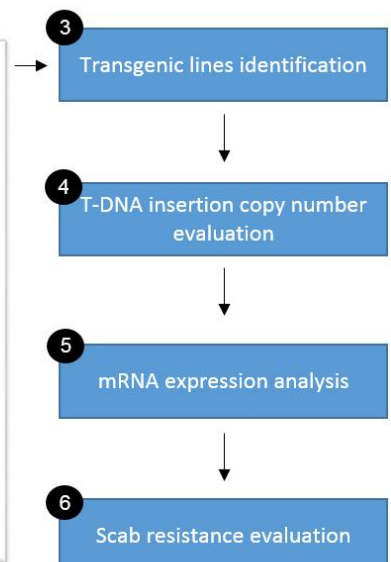 3
Transgenic lines identification
4
T-DNA insertion copy number
evaluation
5
mRNA expression analysis
6
Scab resistance evaluation